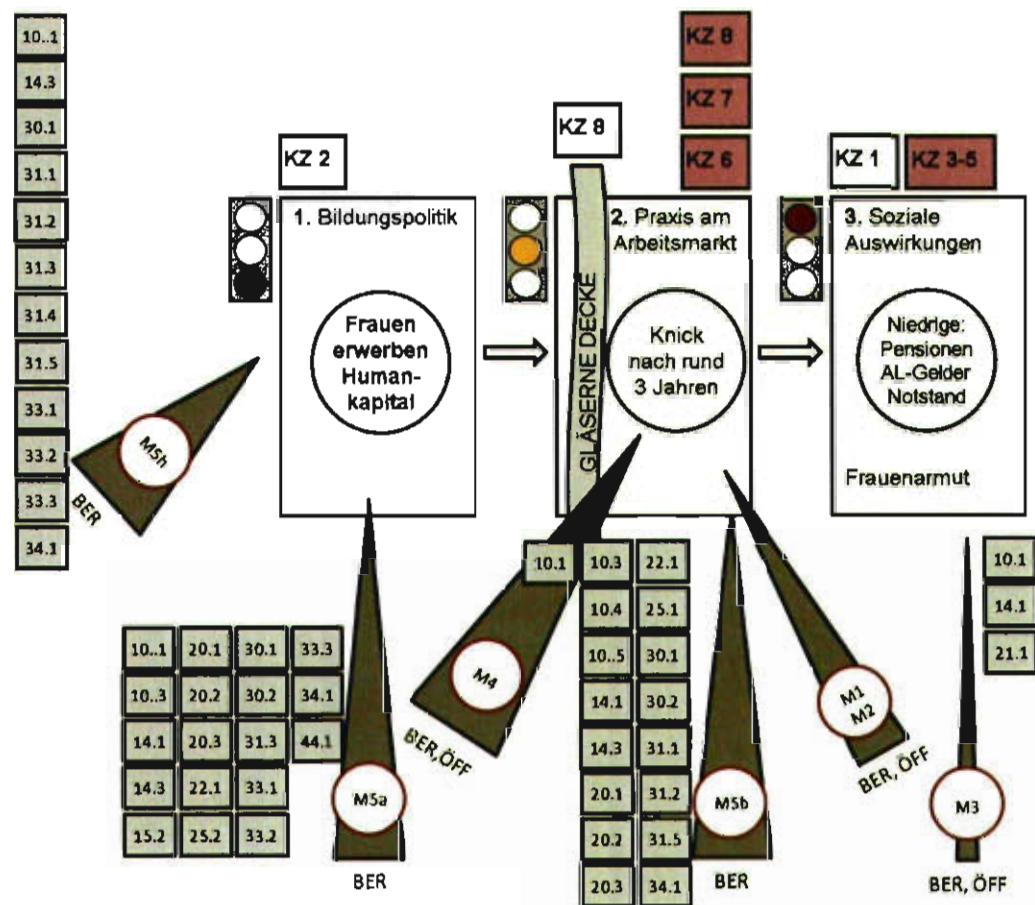 10..1
14.3
30.1
31.1
31.2
31.3
31.4
31.5
33.1
33.2
33.3
34.1
KZ 2
1. Bildungspolitik
Frauen
erwerben
Human-
kapital
KZ 8
GLÄSERNE DECKE
KZ 8
KZ 7
KZ 6
2. Praxis am
Arbeitsmarkt
Knick
nach rund
3 Jahren
KZ 1
KZ 3-5
3. Soziale
Auswirkungen
Niedrige:
Pensionen
AL-Gelder
Notstand
Frauenarmut
M5h
BER
10..1 20.1 30.1 33.3
10..3 20.2 30.2 34.1
14.1 20.3 31.3 44.1
14.3 22.1 33.1
15.2 25.2 33.2
M5a
BER
M4
BER,ÖFF
10.1 10.3 22.1
10.4 25.1
10..5 30.1
14.1 30.2
14.3 31.1
20.1 31.2
20.2 31.5
20.3 34.1
M5b
BER
M1
M2
BER, ÖFF
10.1
14.1
21.1
M3
BER, ÖFF